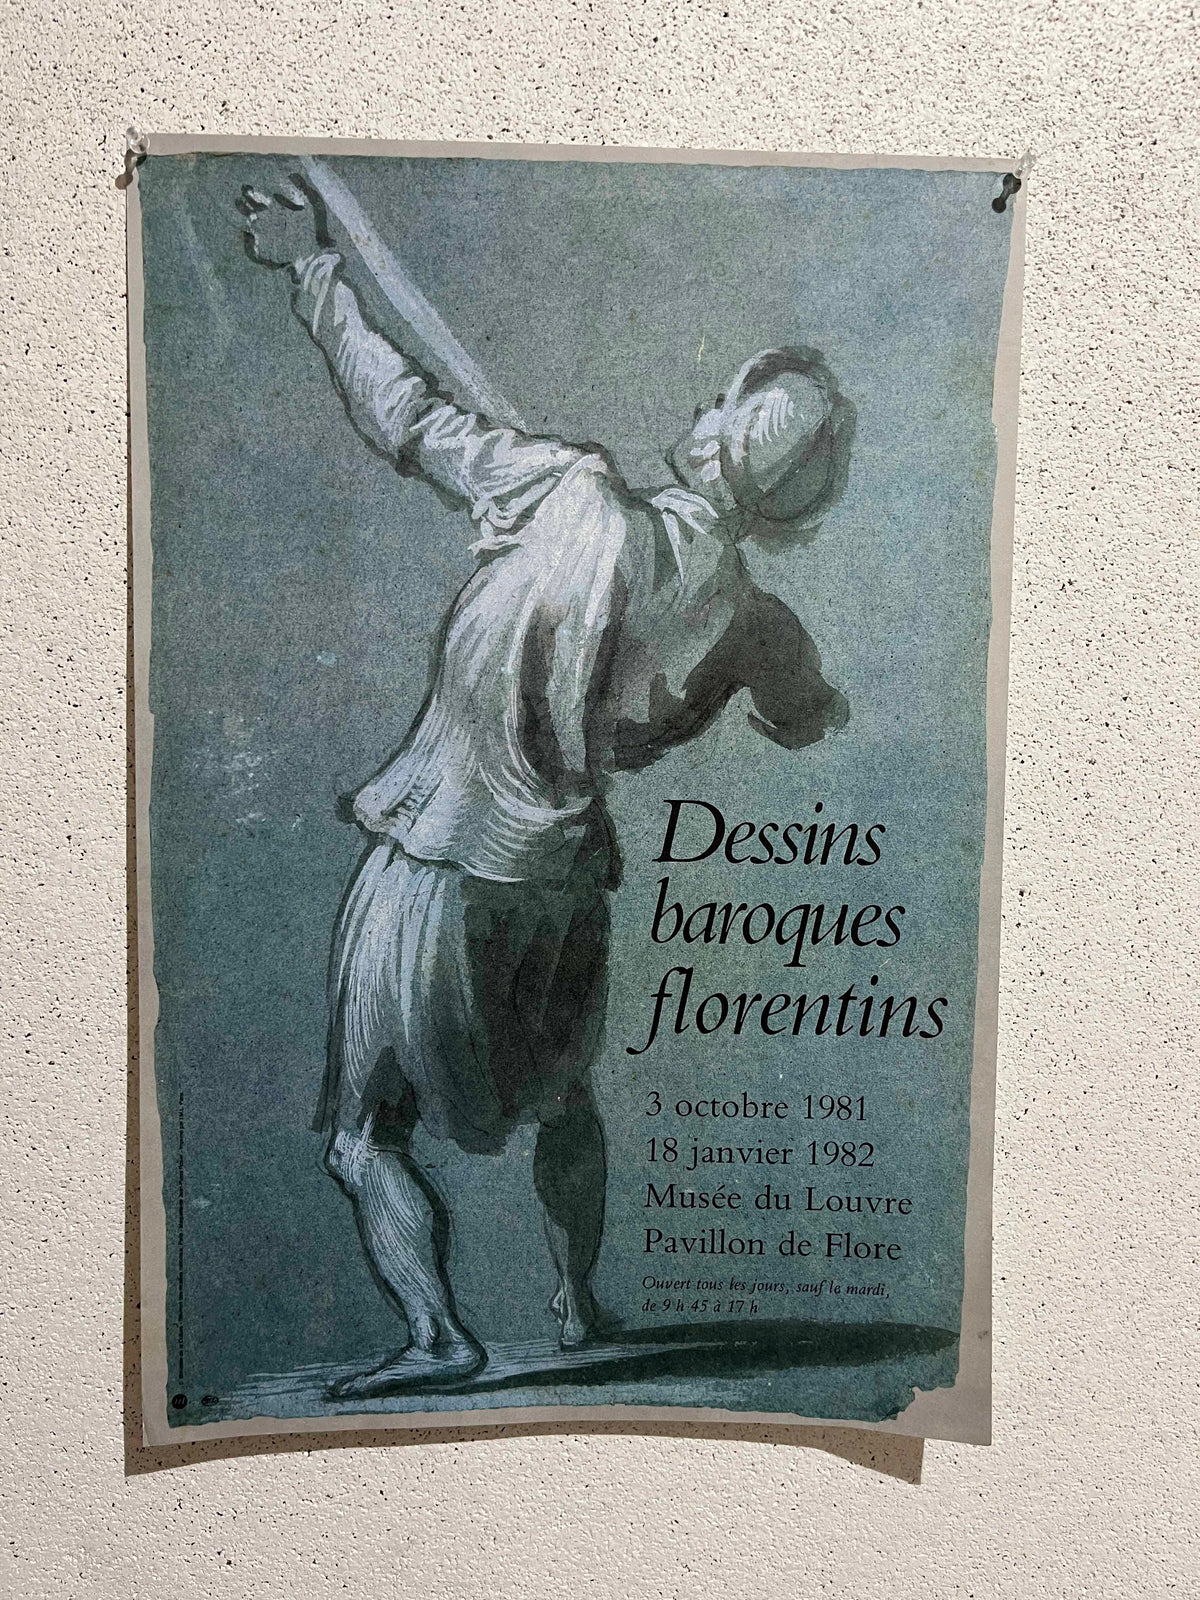 Dessins
baroques
florentins
3 octobre 1981
18 janvier 1982
Musée du Louvre
Pavillon de Flore
Ouvert tous les jours, sauf le mardi,
de 9 h 45 à 17 h